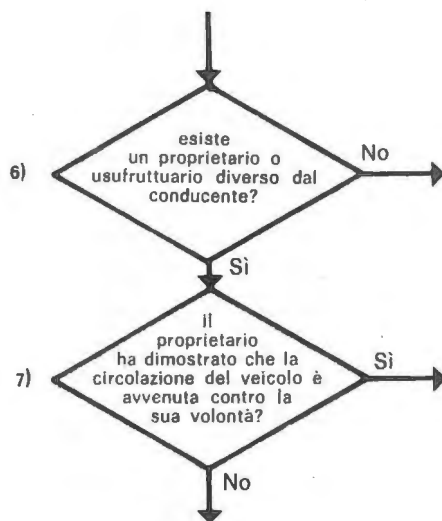 6)
esiste
un proprietario o
usufruttuario diverso dal
conducente?
No
Sì
7)
il
proprietario
ha dimostrato che la
circolazione del veicolo è
avvenuta contro la
sua volontà?
Sì
No